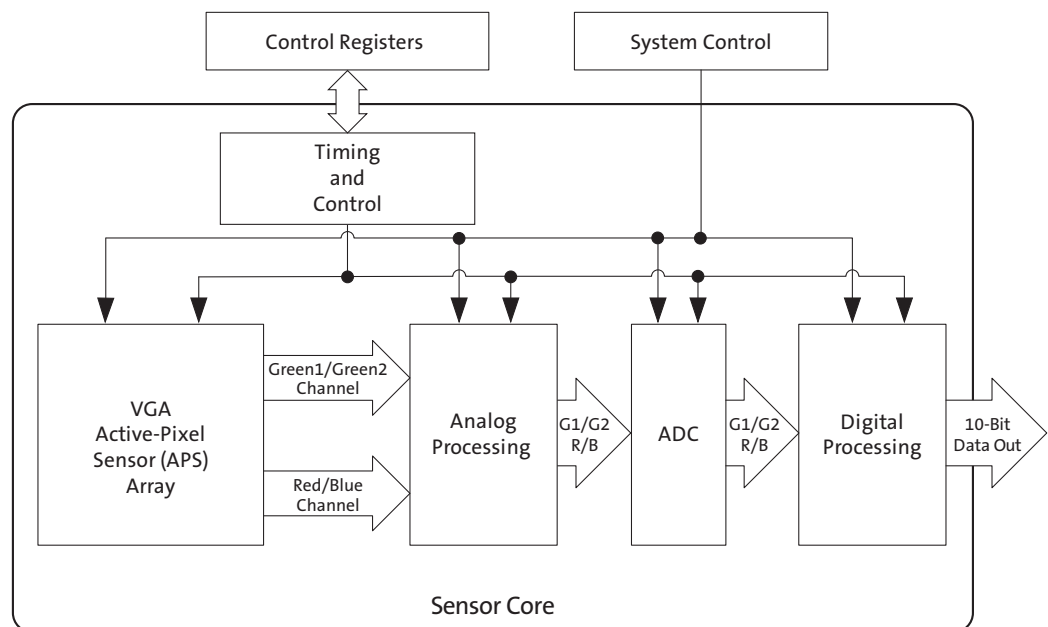 Control Registers
System Control
Timing
and
Control
VGA
Active-Pixel
Sensor (APS)
Array
Green1/Green2
Channel
Red/Blue
Channel
Analog
Processing
G1/G2
R/B
ADC
G1/G2
R/B
Digital
Processing
10-Bit
Data Out
Sensor Core